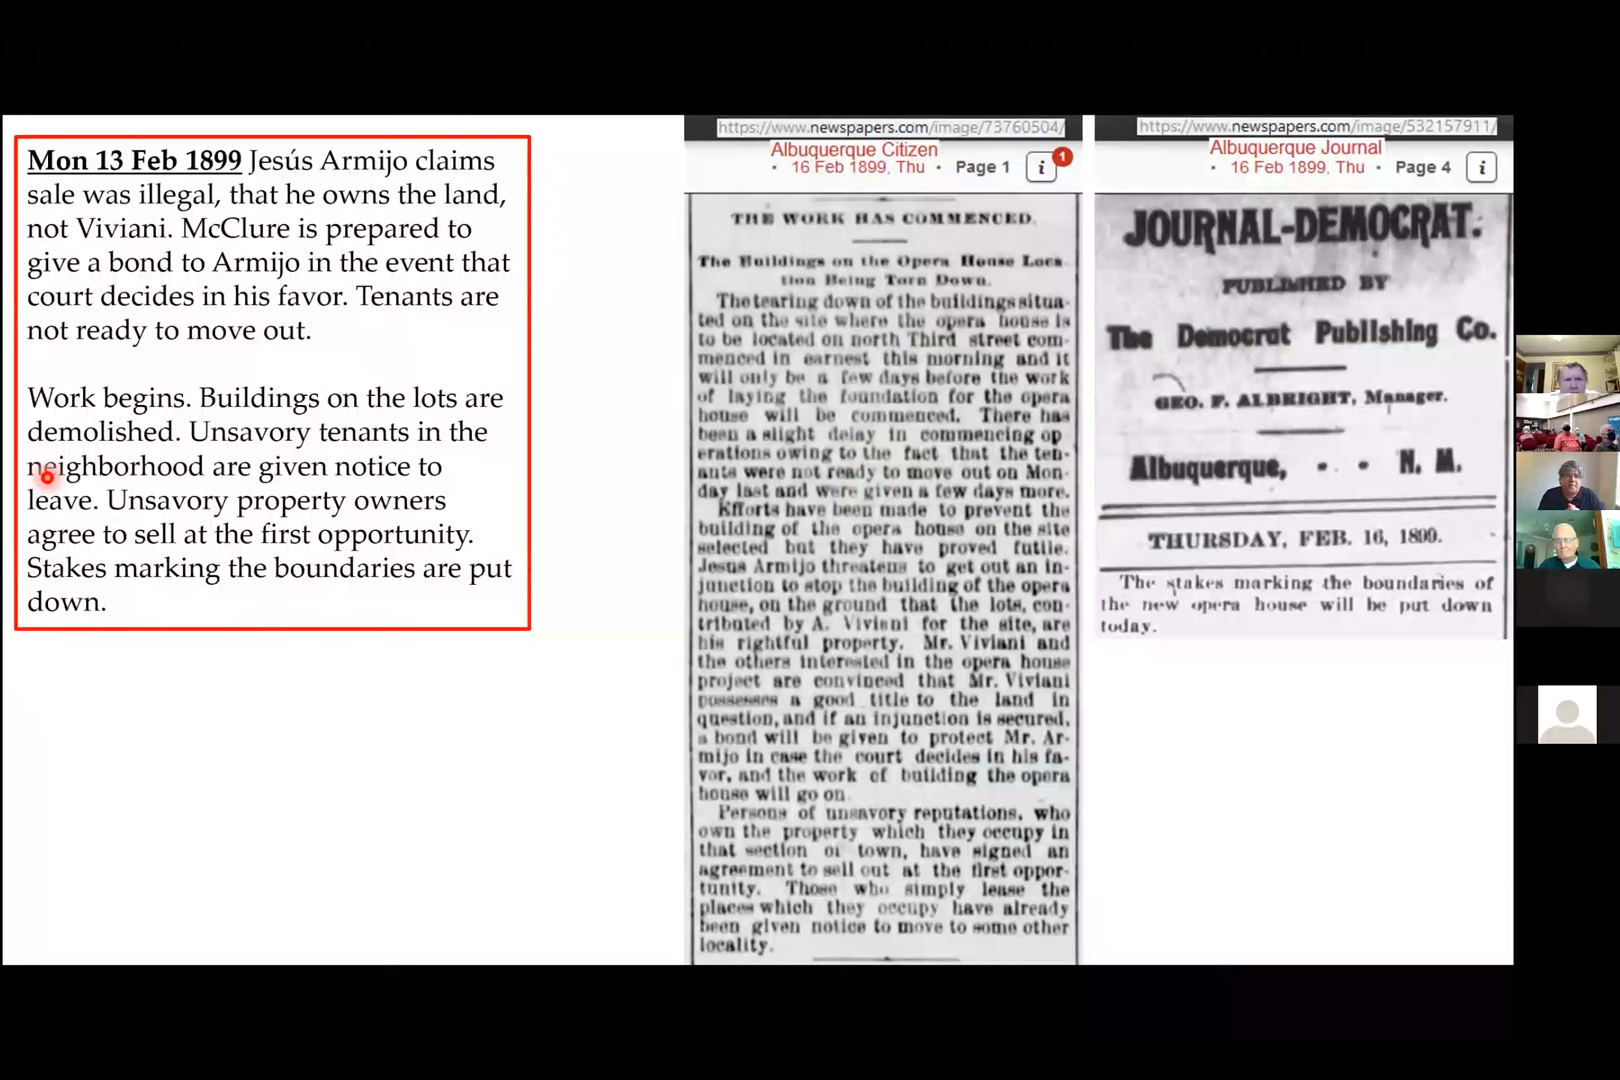 Mon 13 Feb 1899 Jesús Armijo claims
sale was illegal, that he owns the land,
not Viviani. McClure is prepared to
give a bond to Armijo in the event that
court decides in his favor. Tenants are
not ready to move out.
Work begins. Buildings on the lots are
demolished. Unsavory tenants in the
neighborhood are given notice to
leave. Unsavory property owners
agree to sell at the first opportunity.
Stakes marking the boundaries are put
down.
https://www.newspapers.com/image/73760504/
Albuquerque Citizen
· 16 Feb 1899, Thu · Page 1 i 1
THE WORK HAS COMMENCED.
The Buildings on the Opera House Loca
tion Being Torn Down.
The tearing down of the buildings situa-
ted on the site where the opera house is
to be located on north Third street com-
menced in earnest this morning and it
will only be a few days before the work
of laying the foundation for the opera
house will be commenced. There has
been a slight delay in commencing op
erations owing to the fact that the ten-
ants were not ready to move out on Mon-
day last and were given a few days more.
Efforts have been made to prevent the
building of the opera house on the site
selected but they have proved futile.
Jesus Armijo threatens to get out an in-
junction to stop the building of the opera
house, on the ground that the lots, con-
tributed by A. Viviani for the site, are
his rightful property. Mr. Viviani and
the others interested in the opera house
project are convinced that Mr. Viviani
possesses a good title to the land in
question, and if an injunction is secured,
a bond will be given to protect Mr. Ar-
mijo in case the court decides in his fa-
vor, and the work of building the opera
house will go on.
Persons of unsavory reputations, who
own the property which they occupy in
that section of town, have signed an
agreement to sell out at the first oppor-
tunity. Those who simply lease the
places which they occupy have already
been given notice to move to some other
locality.
https://www.newspapers.com/image/532157911/
Albuquerque Journal
· 16 Feb 1899, Thu · Page 4 i
JOURNAL-DEMOCRAT.
PUBLISHED BY
The Democrat Publishing Co.
GEO. F. ALBRIGHT, Manager.
Albuquerque, - - N. M.
THURSDAY, FEB. 16, 1899.
The stakes marking the boundaries of
the new opera house will be put down
today.